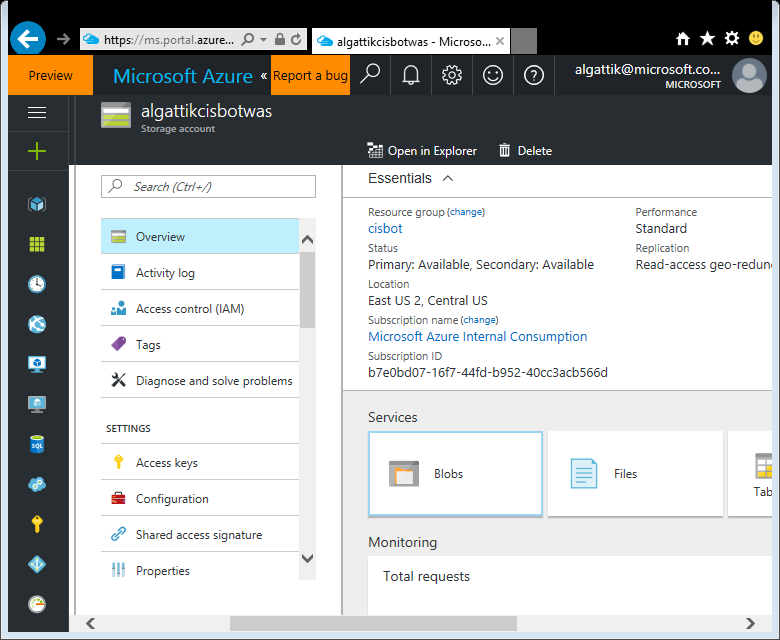 https://ms.portal.azure...
algattikcisbotwas - Microso...
Preview
Microsoft Azure «
Report a bug
algattik@microsoft.co...
MICROSOFT
algattikcisbotwas
Storage account
Open in Explorer
Delete
Search (Ctrl+/)
Overview
Activity log
Access control (IAM)
Tags
Diagnose and solve problems
SETTINGS
Access keys
Configuration
Shared access signature
Properties
Essentials
Resource group (change)
cisbot
Status
Primary: Available, Secondary: Available
Location
East US 2, Central US
Subscription name (change)
Microsoft Azure Internal Consumption
Subscription ID
b7e0bd07-16f7-44fd-b952-40cc3acb566d
Performance
Standard
Replication
Read-access geo-redun
Services
Blobs
Files
Tab
Monitoring
Total requests
SQL